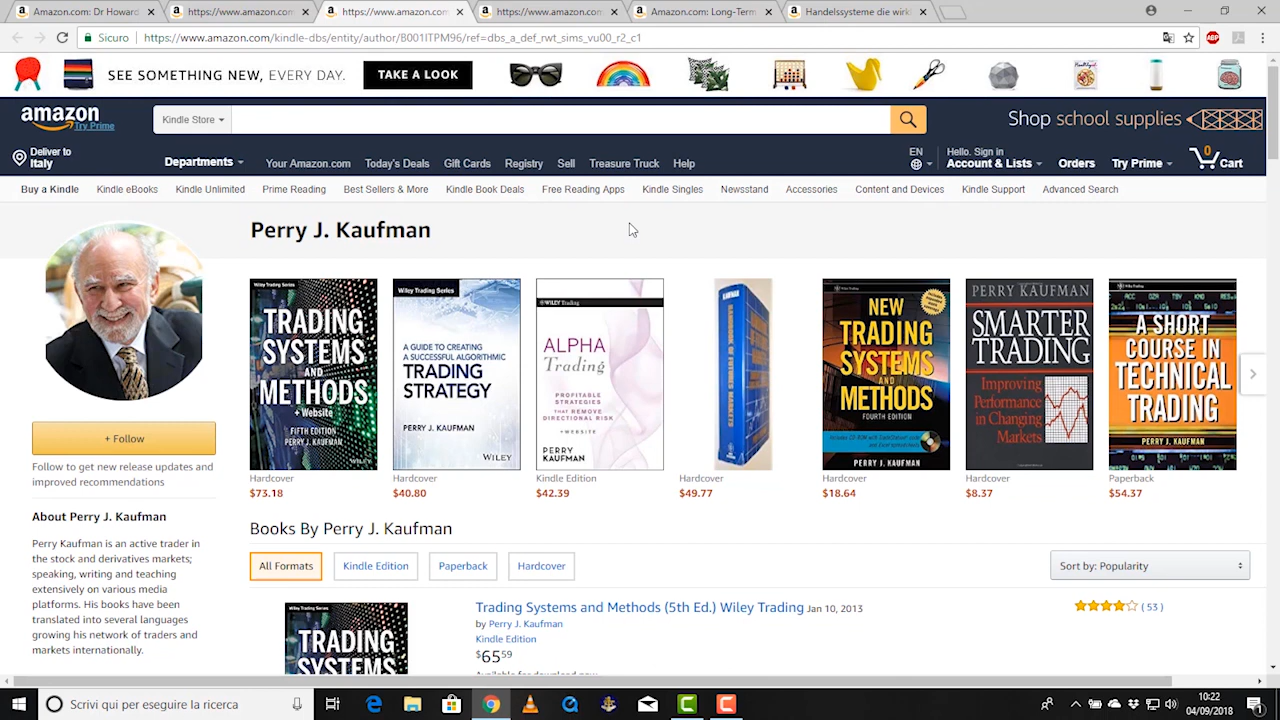 Amazon.com: Dr Howard
https://www.amazon.com
https://www.amazon.com
https://www.amazon.com
Amazon.com: Long-Term
Handelssysteme die wirkl
Sicuro
https://www.amazon.com/kindle-dbs/entity/author/B001ITPM96/ref=dbs_a_def_rwt_sims_vu00_r2_c1
ABP
SEE SOMETHING NEW, EVERY DAY.
TAKE A LOOK
amazon
Try Prime
Kindle Store
Shop school supplies
Deliver to
Italy
Departments
Your Amazon.com
Today's Deals
Gift Cards
Registry
Sell
Treasure Truck
Help
EN
Hello. Sign in
Account & Lists
Orders
Try Prime
0
Cart
Buy a Kindle
Kindle eBooks
Kindle Unlimited
Prime Reading
Best Sellers & More
Kindle Book Deals
Free Reading Apps
Kindle Singles
Newsstand
Accessories
Content and Devices
Kindle Support
Advanced Search
Perry J. Kaufman
+ Follow
Follow to get new release updates and
improved recommendations
About Perry J. Kaufman
Perry Kaufman is an active trader in
the stock and derivatives markets;
speaking, writing and teaching
extensively on various media
platforms. His books have been
translated into several languages
growing his network of traders and
markets internationally.
Wiley Trading Series
TRADING
SYSTEMS
AND
METHODS
+ Website
FIFTH EDITION
PERRY J. KAUFMAN
Hardcover
$73.18
Wiley Trading Series
A GUIDE TO CREATING
A SUCCESSFUL ALGORITHMIC
TRADING
STRATEGY
PERRY J. KAUFMAN
WILEY
Hardcover
$40.80
WILEY Trading
ALPHA
Trading
PROFITABLE
STRATEGIES
THAT REMOVE
DIRECTIONAL RISK
+WEBSITE
PERRY
KAUFMAN
WILEY
Kindle Edition
$42.39
Hardcover
$49.77
NEW
TRADING
SYSTEMS
AND
METHODS
FOURTH EDITION
PERRY J. KAUFMAN
Hardcover
$18.64
PERRY KAUFMAN
SMARTER
TRADING
Improving
Performance
in Changing
Markets
Hardcover
$8.37
A SHORT
COURSE IN
TECHNICAL
TRADING
PERRY J. KAUFMAN
Paperback
$54.37
Books By Perry J. Kaufman
All Formats
Kindle Edition
Paperback
Hardcover
Sort by: Popularity
Wiley Trading Series
TRADING
SYSTEMS
Trading Systems and Methods (5th Ed.) Wiley Trading Jan 10, 2013
by Perry J. Kaufman
Kindle Edition
$65 59
( 53 )
Scrivi qui per eseguire la ricerca
10:22
04/09/2018